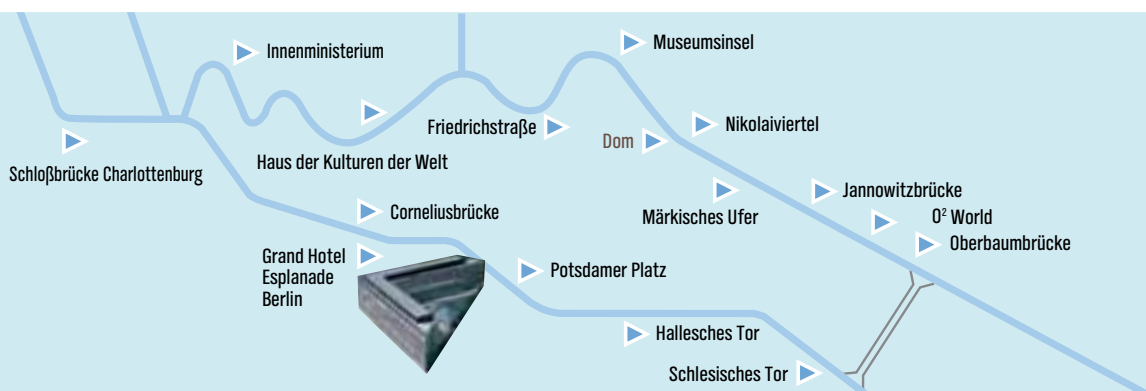 Innenministerium
Museumsinsel
Friedrichstraße
Nikolaiviertel
Dom
Haus der Kulturen der Welt
Schloßbrücke Charlottenburg
Jannowitzbrücke
Corneliusbrücke
Märkisches Ufer
O² World
Oberbaumbrücke
Grand Hotel
Esplanade
Berlin
Potsdamer Platz
Hallesches Tor
Schlesisches Tor